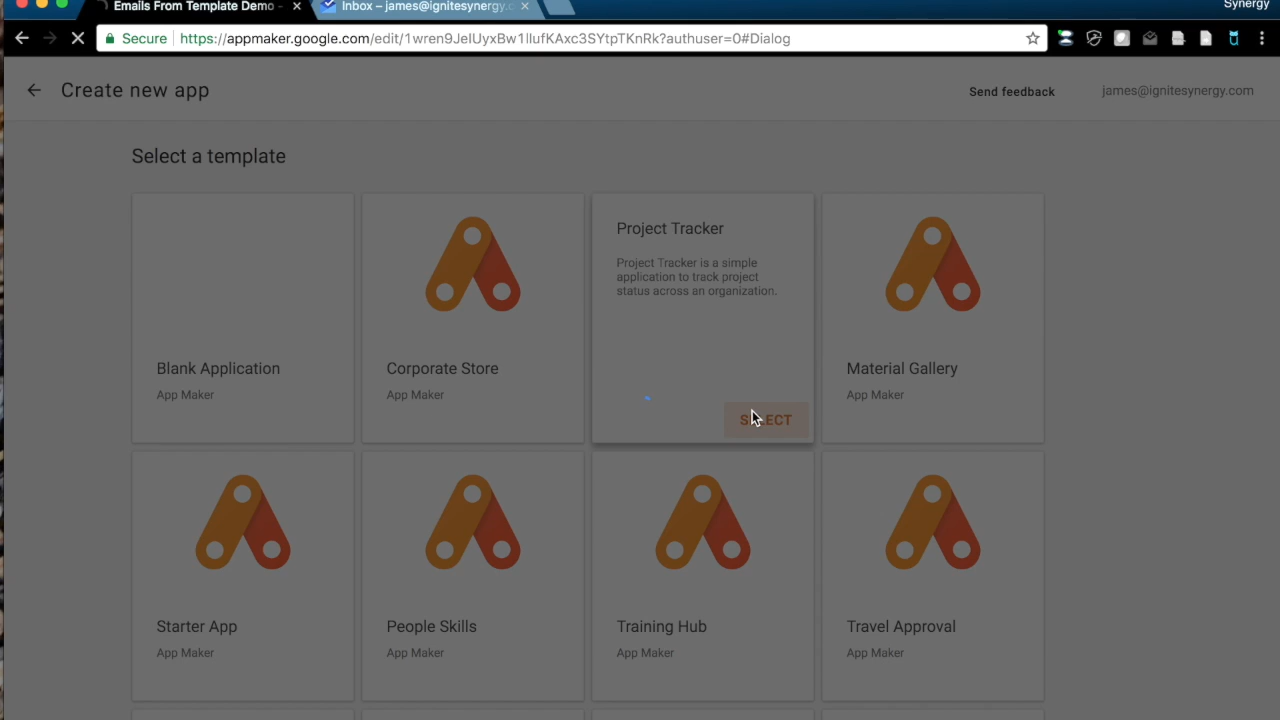 Emails From Template Demo -
Inbox – james@ignitesynergy.c
Synergy
Secure
https://appmaker.google.com/edit/1wren9JeIUyxBw1IlufKAxc3SYtpTKnRk?authuser=0#Dialog
Create new app
Send feedback
james@ignitesynergy.com
Select a template
Blank Application
App Maker
Corporate Store
App Maker
Project Tracker
Project Tracker is a simple
application to track project
status across an organization.
SELECT
Material Gallery
App Maker
Starter App
App Maker
People Skills
App Maker
Training Hub
App Maker
Travel Approval
App Maker